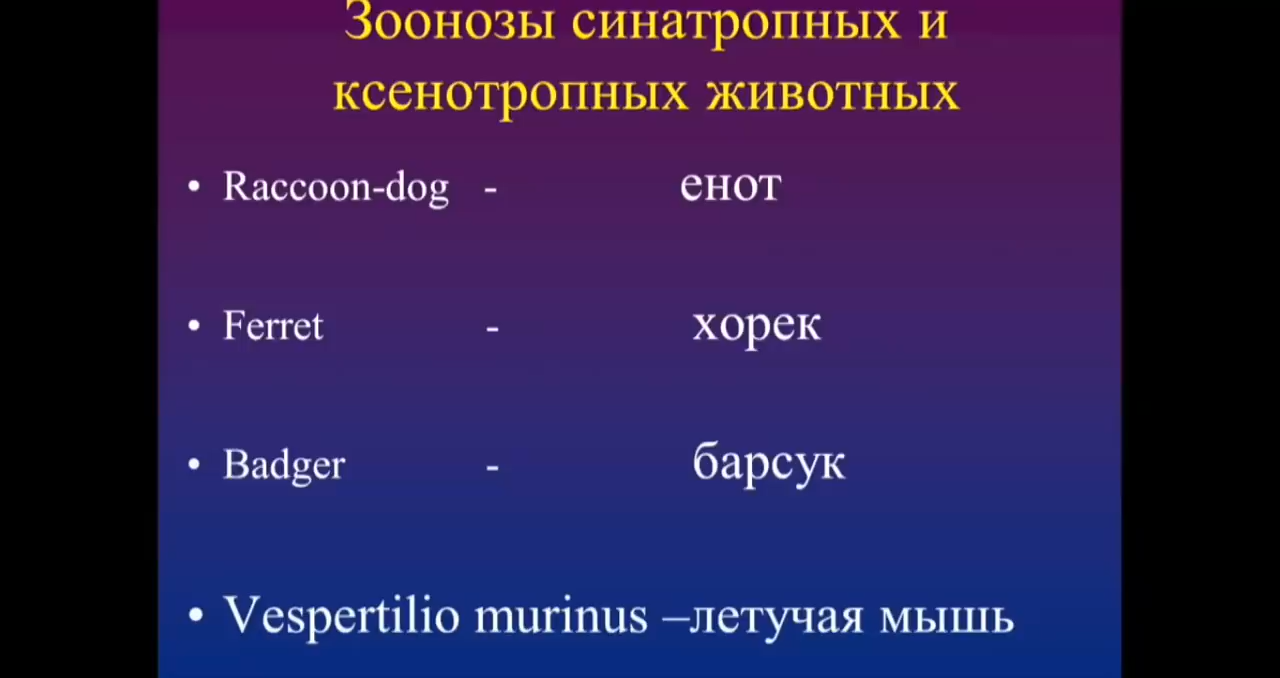 Зоонозы синатропных и
ксенотропных животных
• Raccoon-dog - енот
• Ferret - хорек
• Badger - барсук
• Vespertilio murinus –летучая мышь